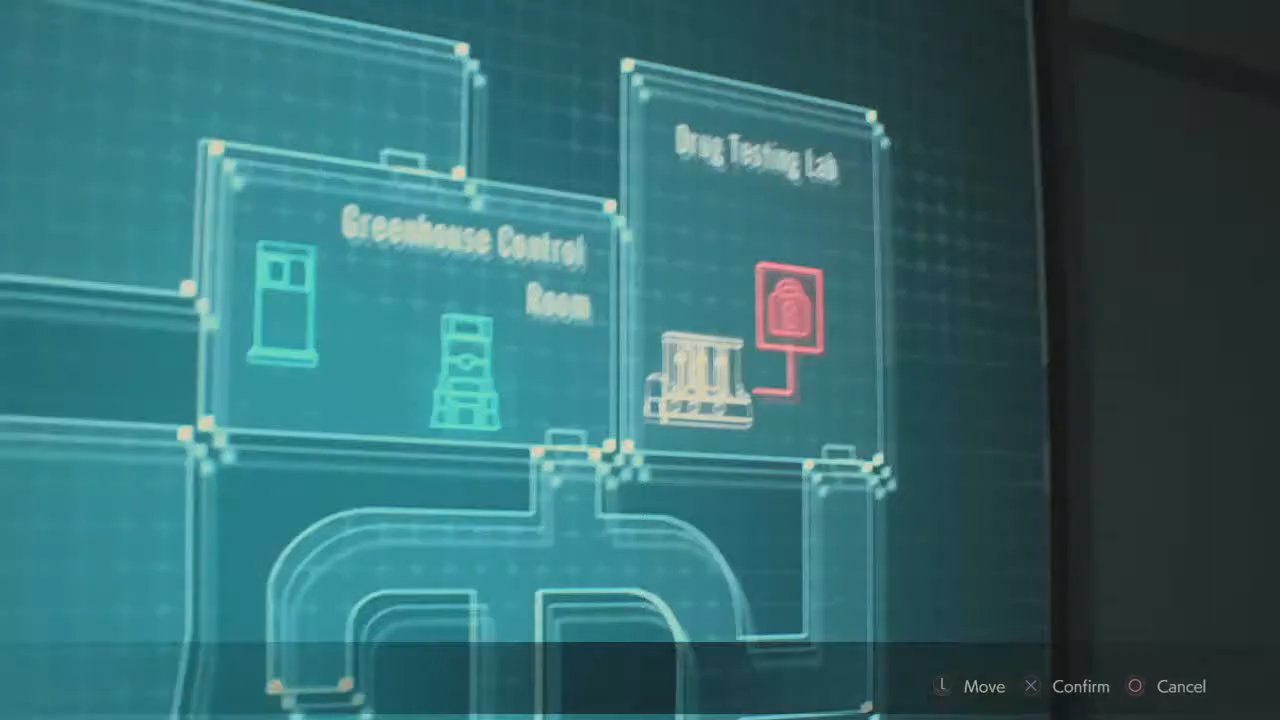 Drug Testing Lab
Greenhouse Control
Room
L Move X Confirm O Cancel